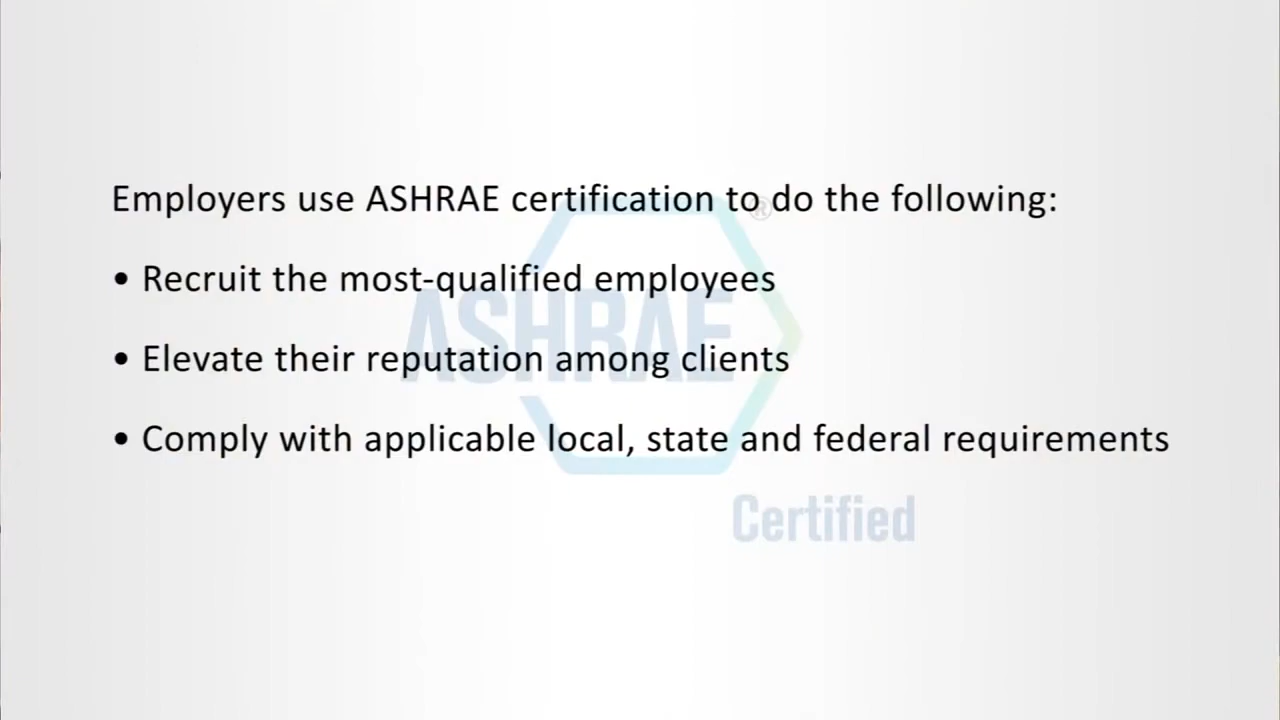 Employers use ASHRAE certification to do the following:
• Recruit the most-qualified employees
• Elevate their reputation among clients
• Comply with applicable local, state and federal requirements
ASHRAE®
Certified